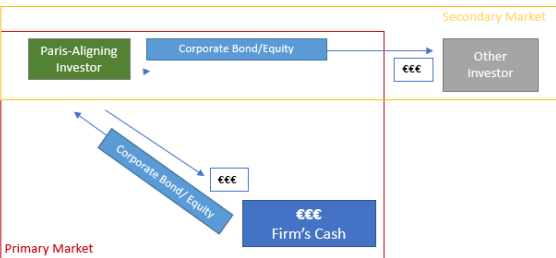 Secondary Market
Paris-Aligning
Investor
Corporate Bond/Equity
€€€
Other
Investor
Corporate Bond/ Equity
€€€
€€€
Firm's Cash
Primary Market